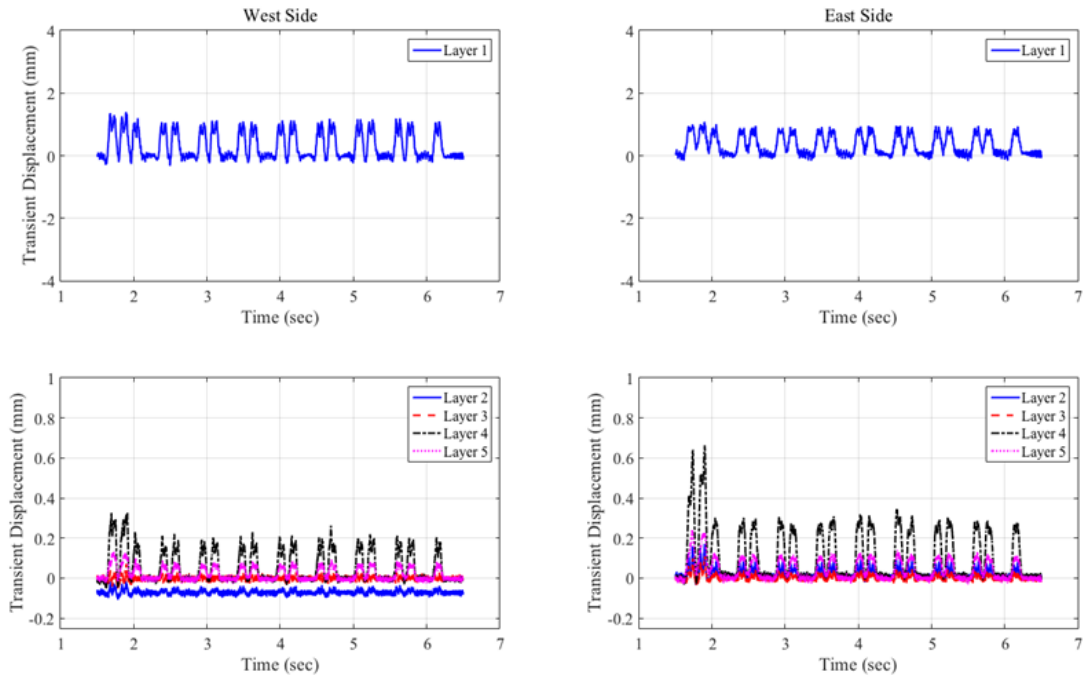 West Side
Transient Displacement (mm)
4
2
0
-2
-4
Layer 1
1 2 3 4 5 6 7
Time (sec)
East Side
Transient Displacement (mm)
4
2
0
-2
-4
Layer 1
1 2 3 4 5 6 7
Time (sec)
Transient Displacement (mm)
1
0.8
0.6
0.4
0.2
0
-0.2
Layer 2
Layer 3
Layer 4
Layer 5
1 2 3 4 5 6 7
Time (sec)
Transient Displacement (mm)
1
0.8
0.6
0.4
0.2
0
-0.2
Layer 2
Layer 3
Layer 4
Layer 5
1 2 3 4 5 6 7
Time (sec)